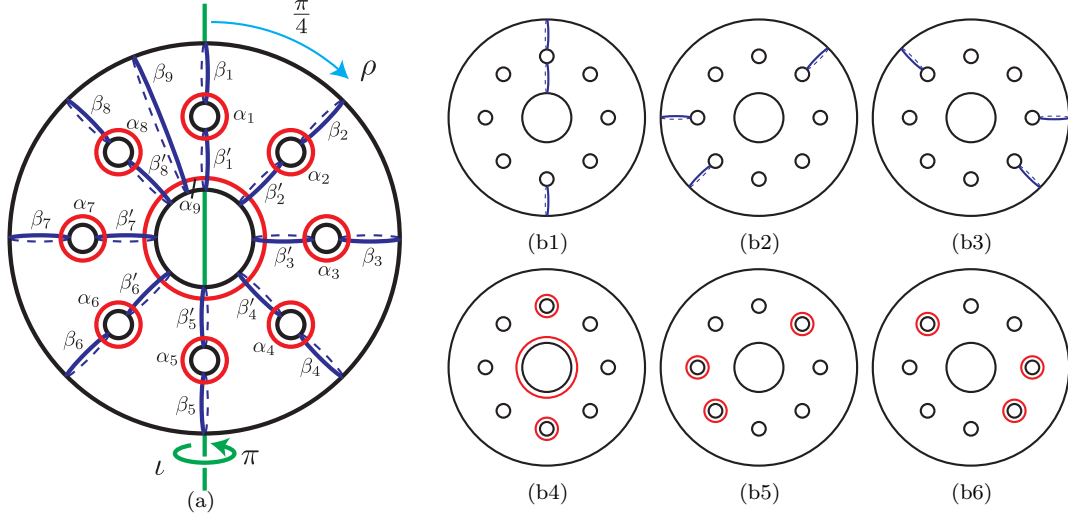 π/4
ρ
β₁
β₂
β₃
β₄
β₅
β₆
β₇
β₈
β₉
β′₁
β′₂
β′₃
β′₄
β′₅
β′₆
β′₇
β′₈
α₁
α₂
α₃
α₄
α₅
α₆
α₇
α₈
α₉
ι
π
(a)
(b1)
(b2)
(b3)
(b4)
(b5)
(b6)